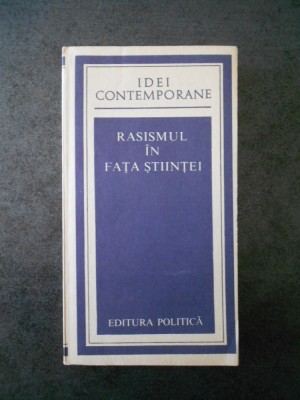 IDEI
CONTEMPORANE
RASISMUL
ÎN
FAȚA ȘTIINȚEI
EDITURA POLITICĂ